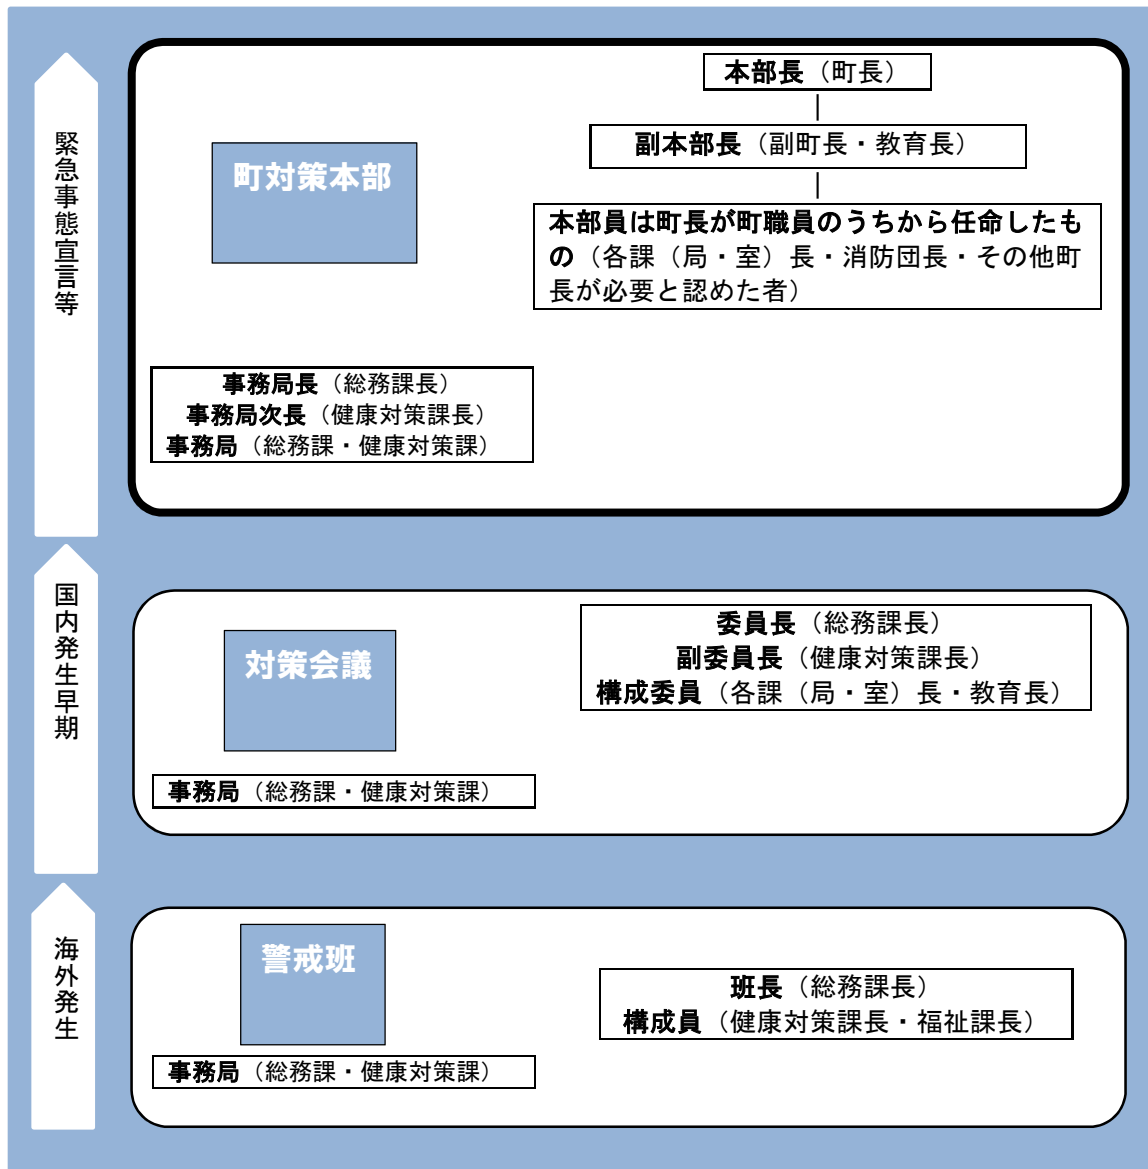 緊急事態宣言等
町対策本部
本部長（町長）
副本部長（副町長・教育長）
本部員は町長が町職員のうちから任命したも
の（各課（局・室）長・消防団長・その他町
長が必要と認めた者）
事務局長（総務課長）
事務局次長（健康対策課長）
事務局（総務課・健康対策課）
国内発生早期
対策会議
委員長（総務課長）
副委員長（健康対策課長）
構成委員（各課（局・室）長・教育長）
事務局（総務課・健康対策課）
海外発生
警戒班
班長（総務課長）
構成員（健康対策課長・福祉課長）
事務局（総務課・健康対策課）